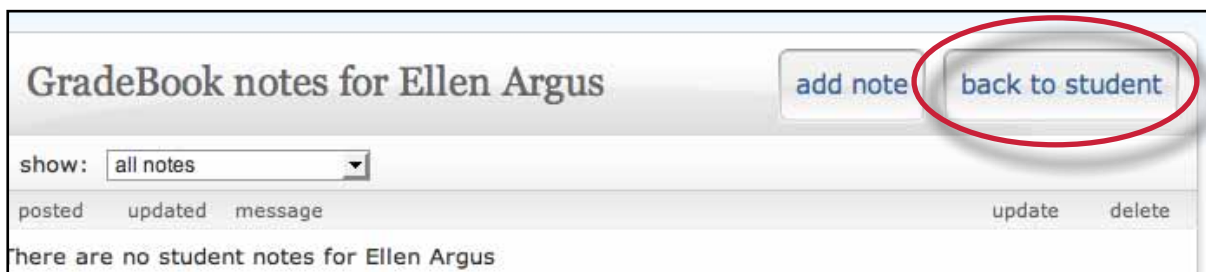 GradeBook notes for Ellen Argus add note back to student
show: all notes
posted updated message update delete
There are no student notes for Ellen Argus